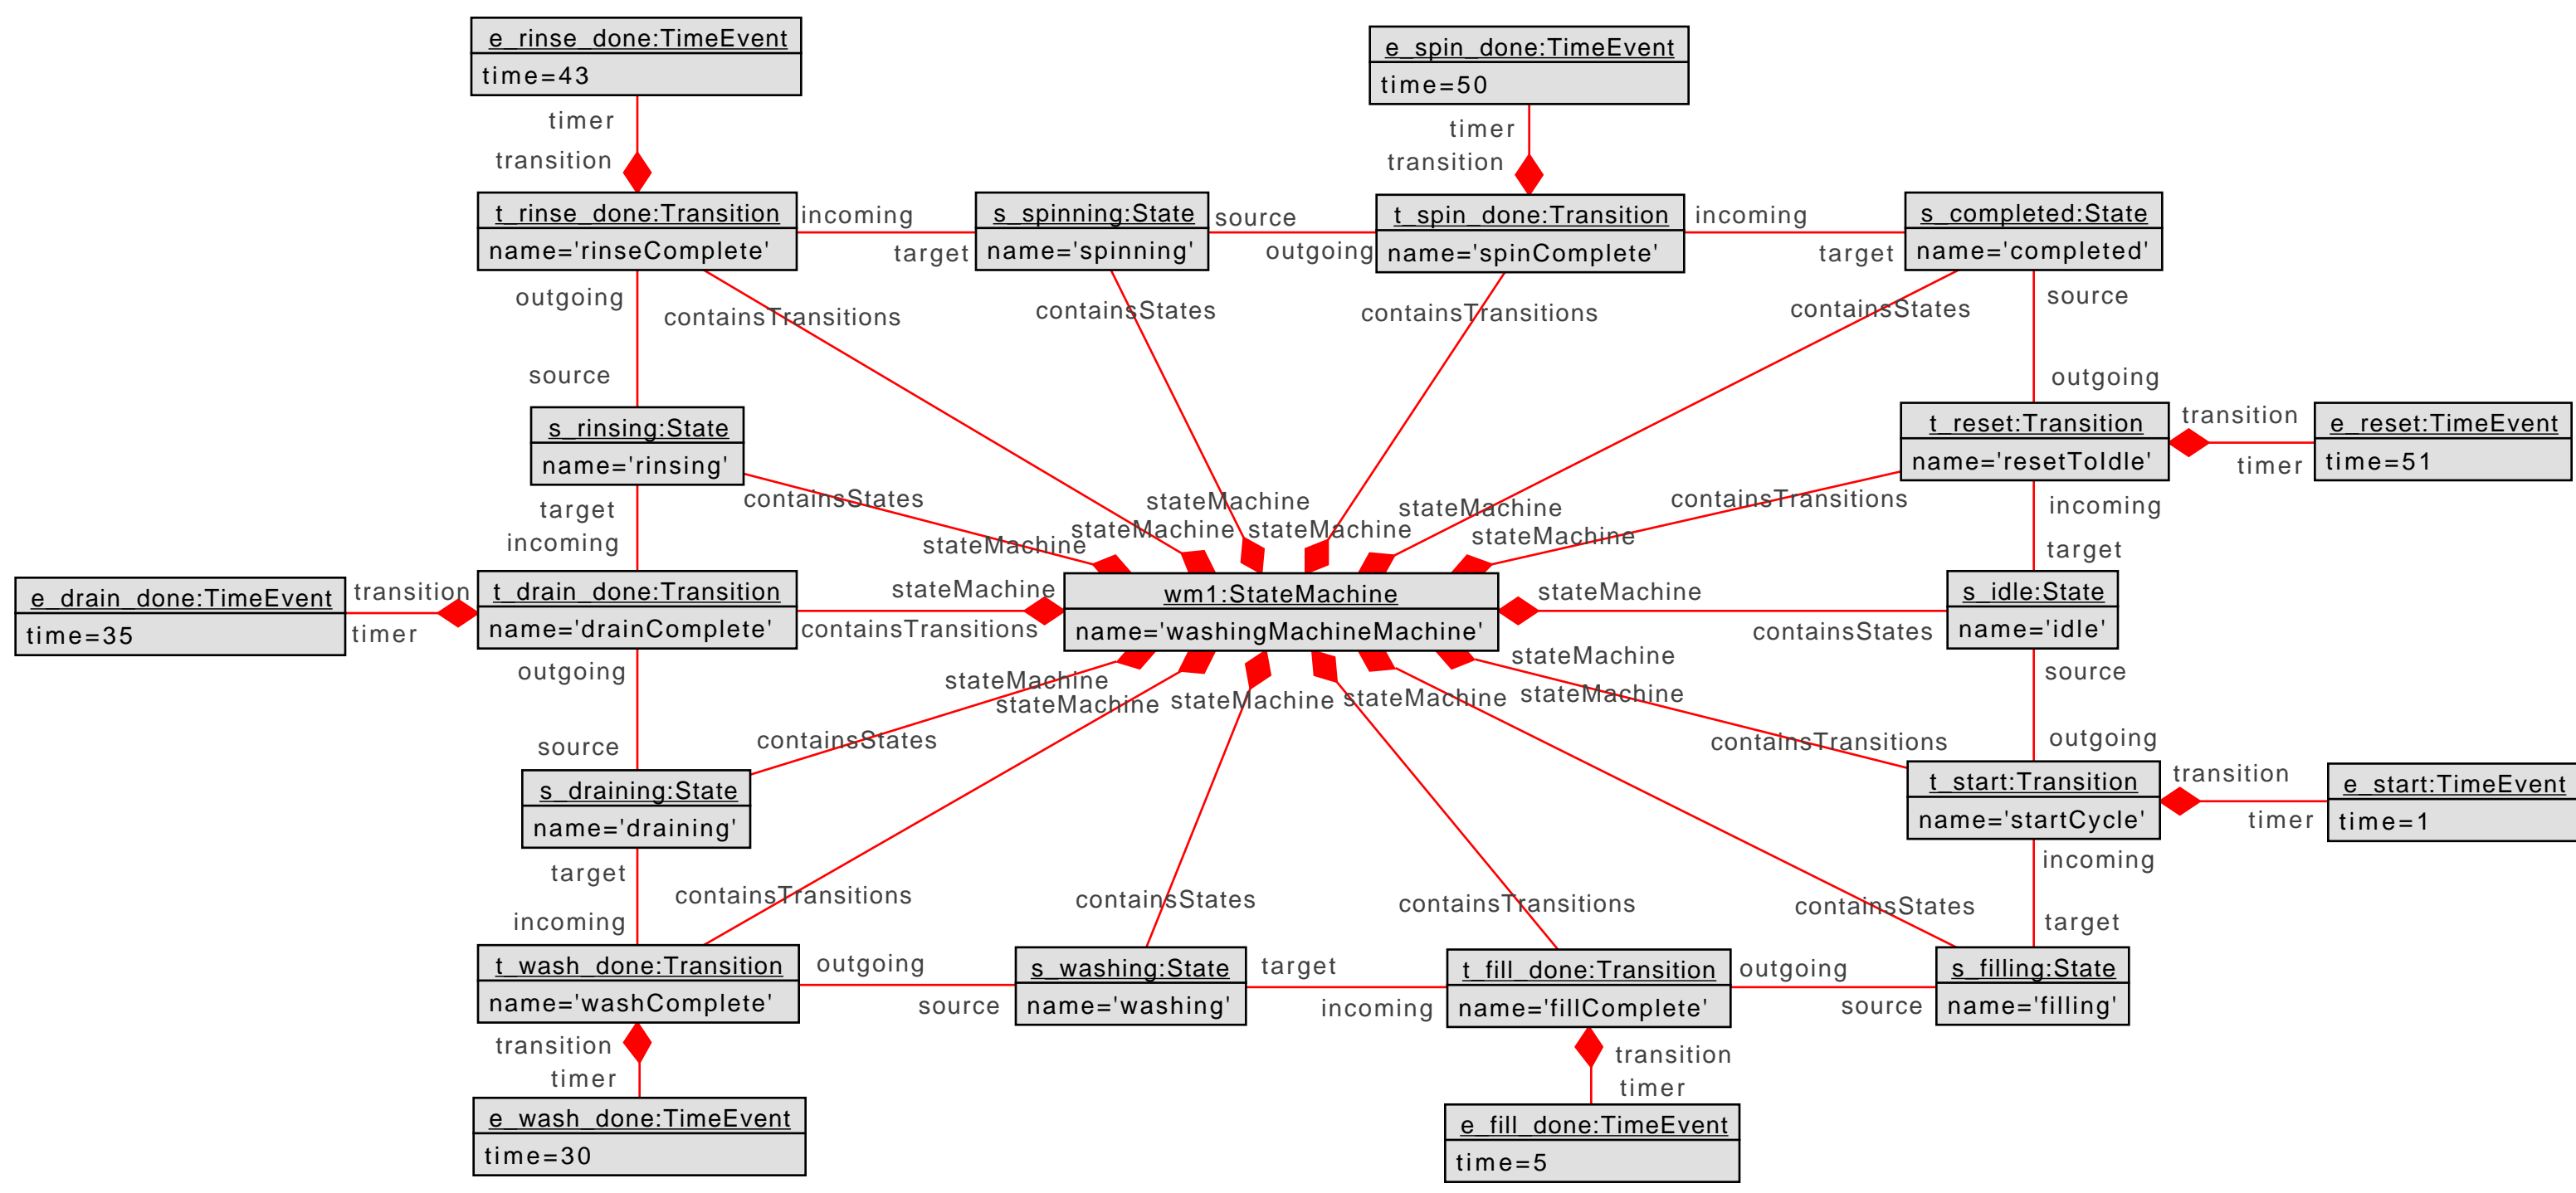 e_rinse_done:TimeEvent
time=43
e_spin_done:TimeEvent
time=50
timer
transition
timer
transition
t_rinse_done:Transition
name='rinseComplete'
incoming
target
s_spinning:State
name='spinning'
source
outgoing
t_spin_done:Transition
name='spinComplete'
incoming
target
s_completed:State
name='completed'
outgoing
containsTransitions
containsStates
containsTransitions
containsStates
source
source
outgoing
s_rinsing:State
name='rinsing'
t_reset:Transition
name='resetToIdle'
transition
timer
e_reset:TimeEvent
time=51
containsStates
stateMachine
stateMachine
containsTransitions
target
incoming
stateMachine
stateMachine
stateMachine
stateMachine
incoming
target
e_drain_done:TimeEvent
time=35
transition
timer
t_drain_done:Transition
name='drainComplete'
stateMachine
containsTransitions
wm1:StateMachine
name='washingMachineMachine'
stateMachine
containsStates
s_idle:State
name='idle'
outgoing
stateMachine
stateMachine
stateMachine
stateMachine
stateMachine
stateMachine
source
source
containsStates
containsTransitions
outgoing
s_draining:State
name='draining'
t_start:Transition
name='startCycle'
transition
timer
e_start:TimeEvent
time=1
target
incoming
containsTransitions
containsStates
containsTransitions
containsStates
incoming
target
t_wash_done:Transition
name='washComplete'
outgoing
source
s_washing:State
name='washing'
target
incoming
t_fill_done:Transition
name='fillComplete'
outgoing
source
s_filling:State
name='filling'
transition
timer
transition
timer
e_wash_done:TimeEvent
time=30
e_fill_done:TimeEvent
time=5